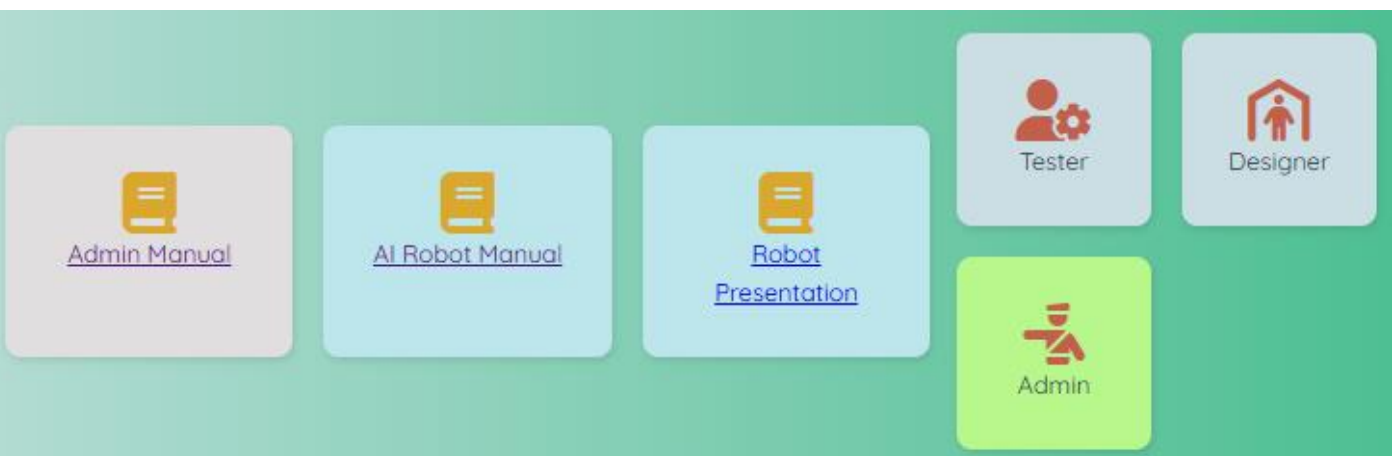 Admin Manual
AI Robot Manual
Robot
Presentation
Tester
Designer
Admin